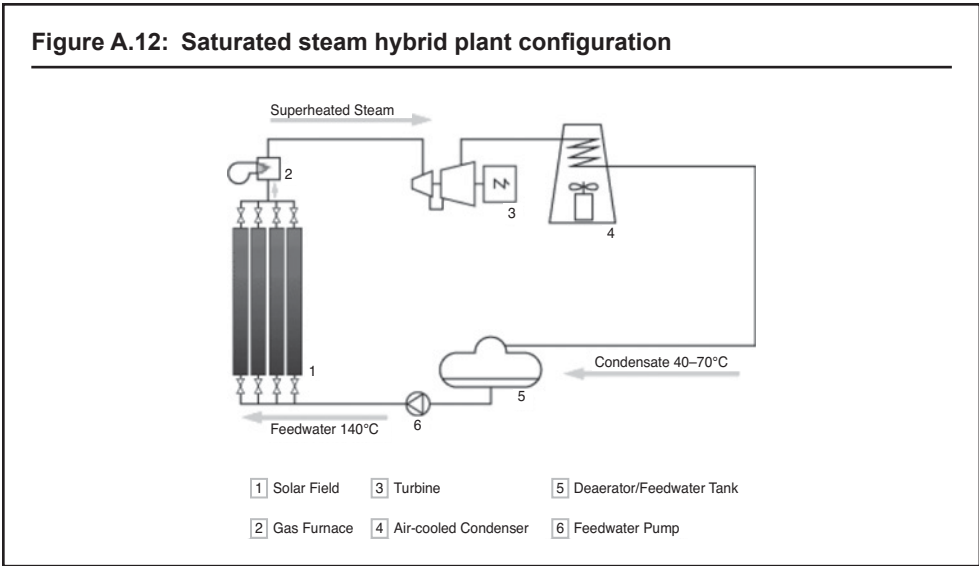 Figure A.12: Saturated steam hybrid plant configuration
Superheated Steam
2
3
4
1
Condensate 40–70°C
5
6
Feedwater 140°C
1 Solar Field
3 Turbine
5 Deaerator/Feedwater Tank
2 Gas Furnace
4 Air-cooled Condenser
6 Feedwater Pump